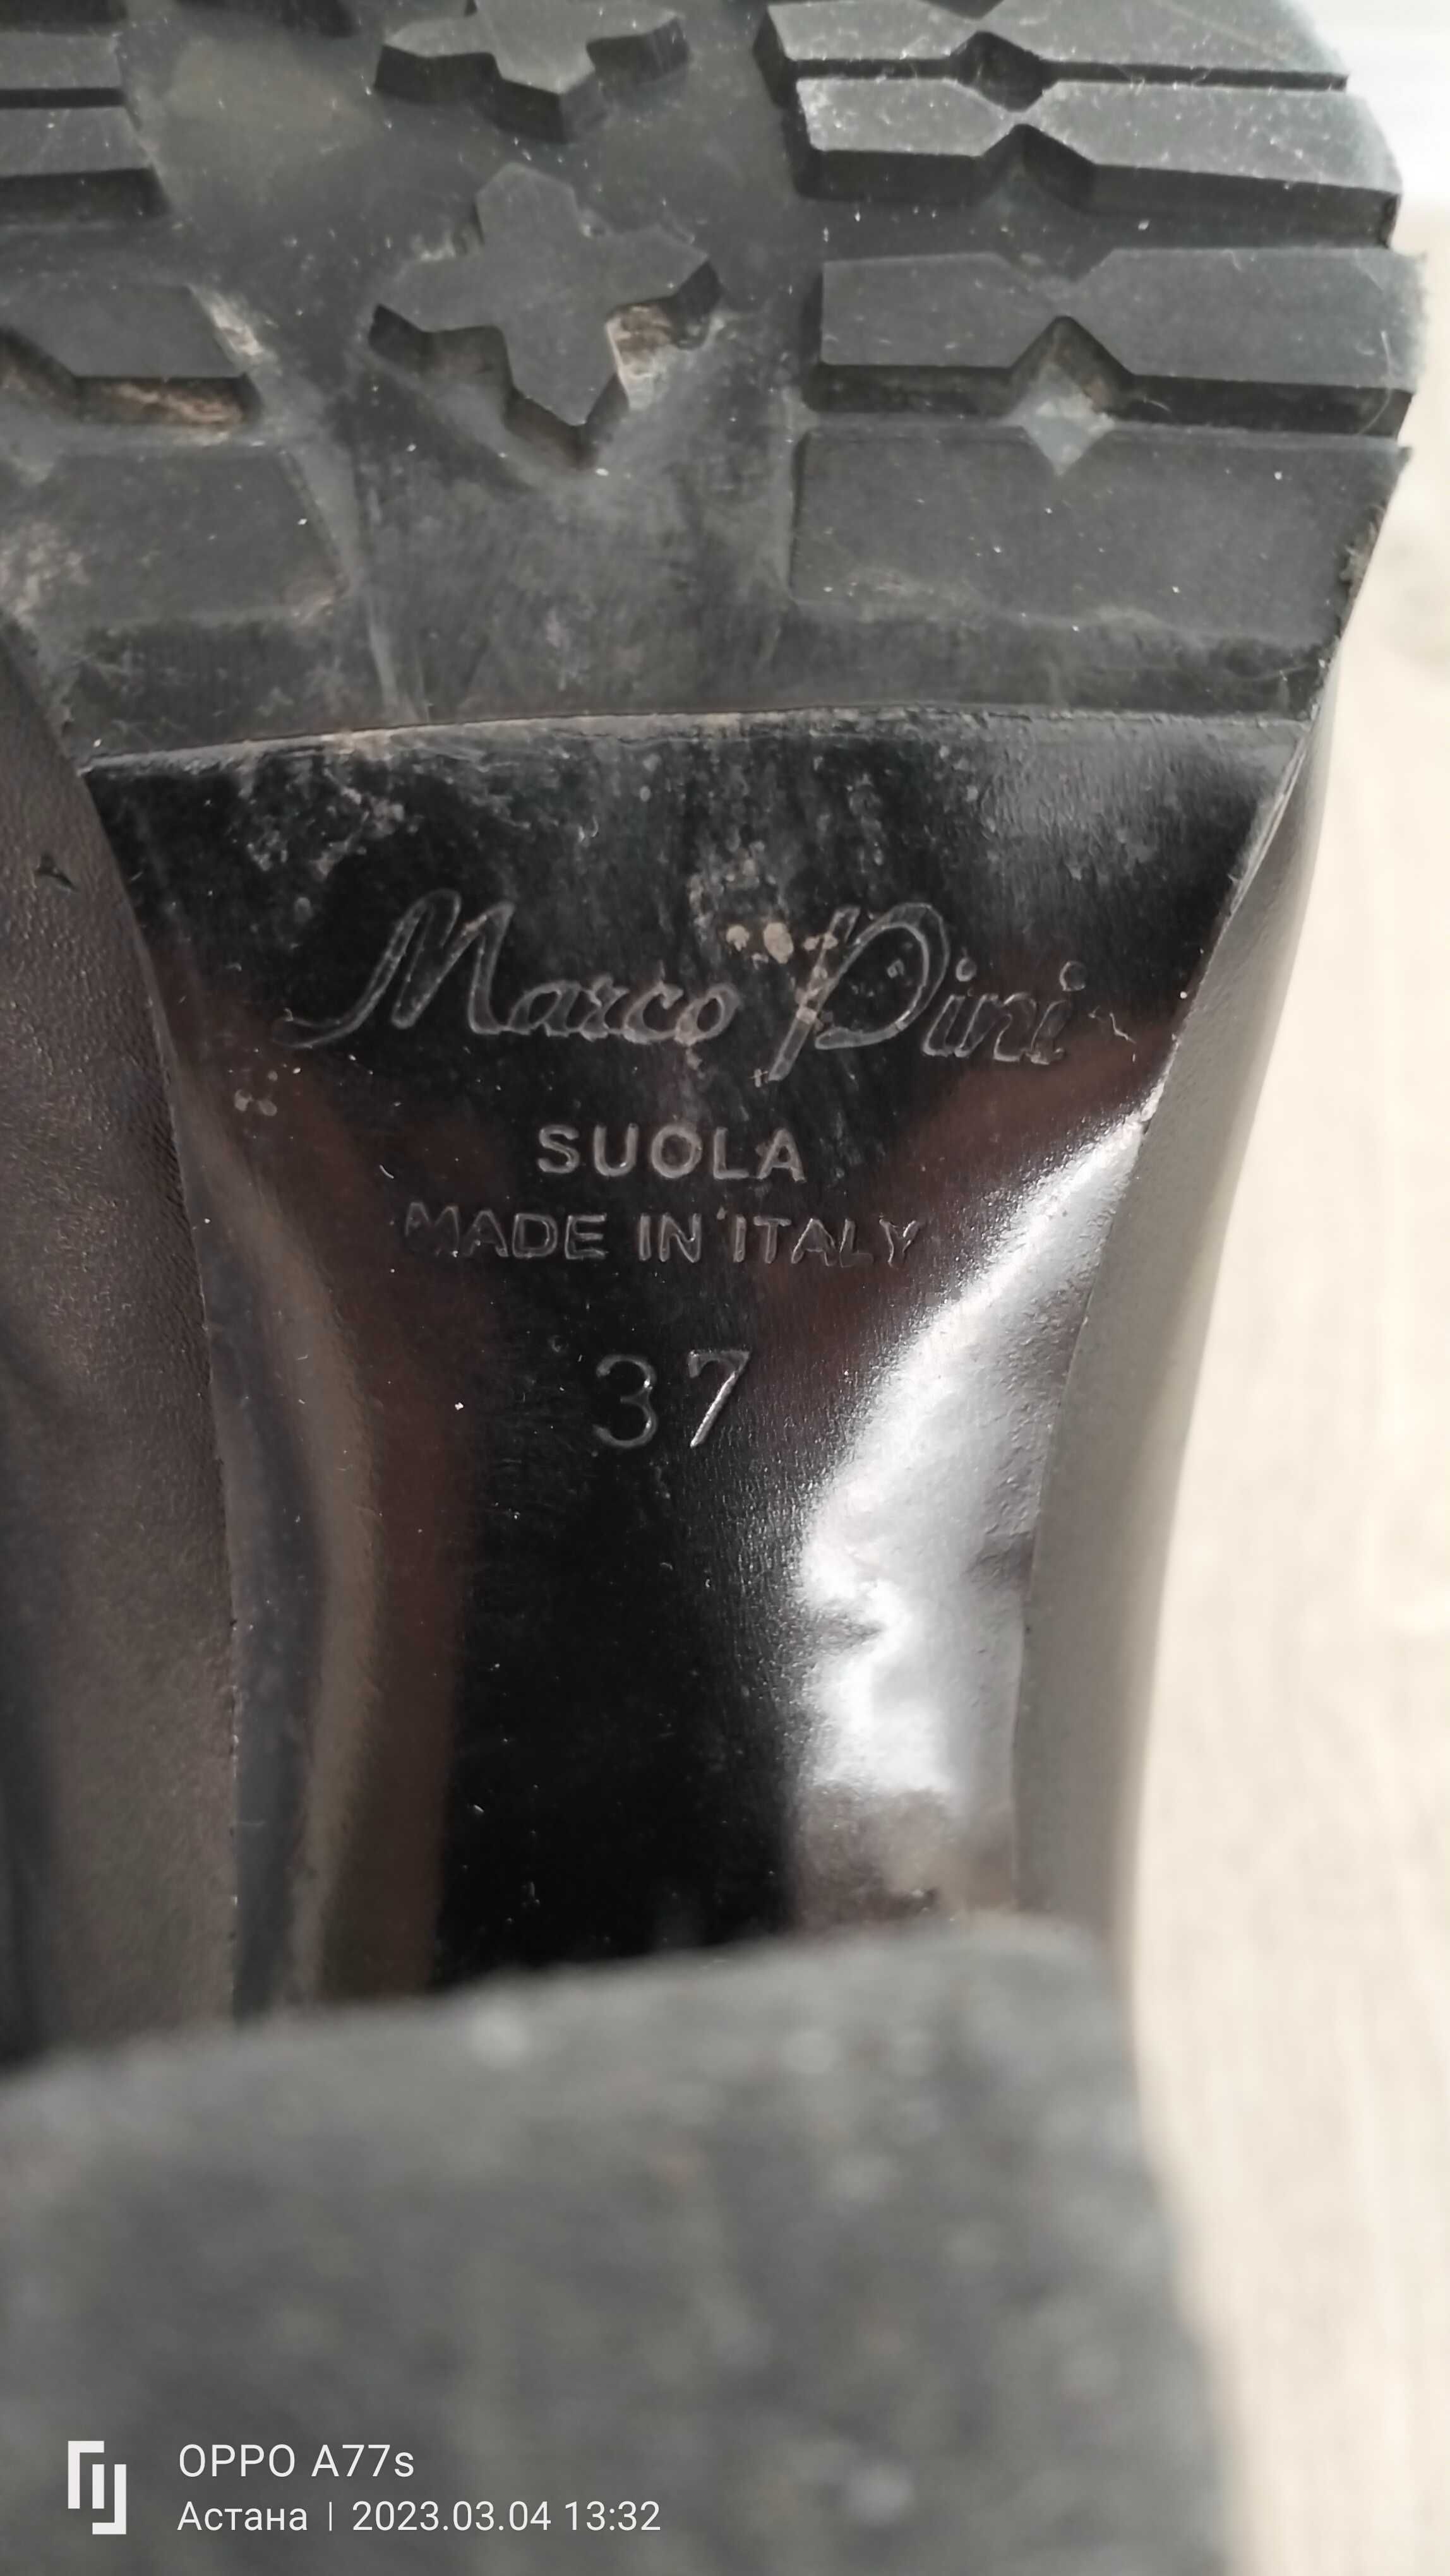 Marco Pini
SUOLA
MADE IN ITALY
37
OPPO A77s
Астана | 2023.03.04 13:32